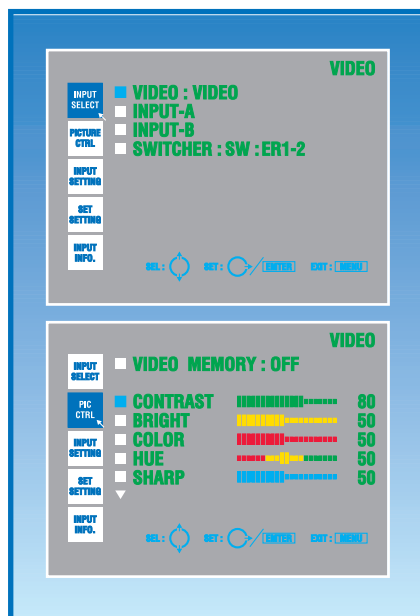 VIDEO
INPUT
SELECT
VIDEO : VIDEO
INPUT-A
INPUT-B
SWITCHER : SW : ER1-2
PICTURE
CTRL
INPUT
SETTING
SET
SETTING
INPUT
INFO.
SEL : SET : / ENTER EXIT : MENU
VIDEO
INPUT
SELECT
VIDEO MEMORY : OFF
PIC
CTRL
CONTRAST 80
BRIGHT 50
COLOR 50
HUE 50
SHARP 50
INPUT
SETTING
SET
SETTING
INPUT
INFO.
SEL : SET : / ENTER EXIT : MENU